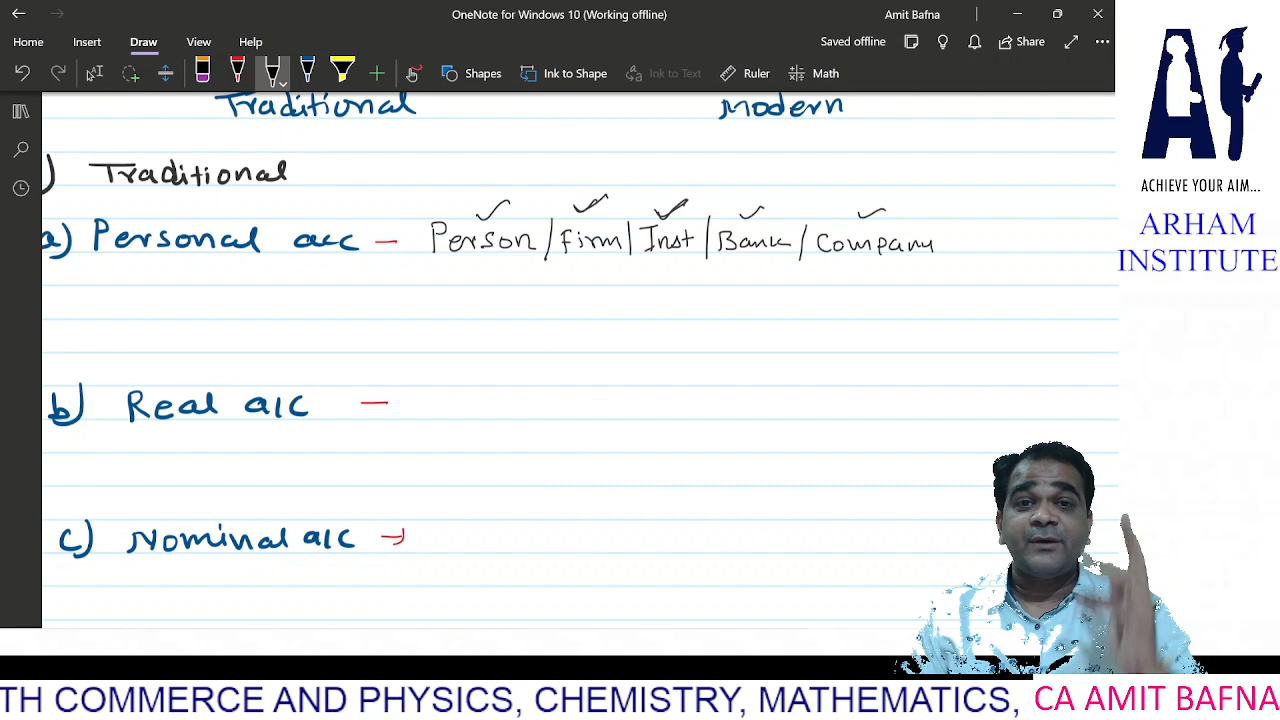 OneNote for Windows 10 (Working offline)
Amit Bafna
Home Insert Draw View Help
Saved offline
Share
Shapes
Ink to Shape
Ink to Text
Ruler
Math
Traditional Modern
) Traditional
a) Personal a/c - Person / Firm | Inst | Bank / Company
b) Real a/c -
c) Nominal a/c →
ACHIEVE YOUR AIM...
ARHAM
INSTITUTE
TH COMMERCE AND PHYSICS, CHEMISTRY, MATHEMATICS, CA AMIT BAFNA